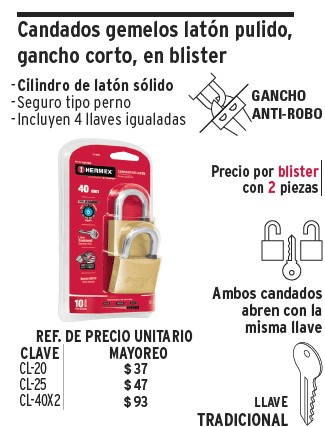 Candados gemelos latón pulido,
gancho corto, en blister
-Cilindro de latón sólido
-Seguro tipo perno
-Incluyen 4 llaves igualadas
GANCHO
ANTI-ROBO
HERMEX
40 mm
10
Precio por blister
con 2 piezas
Ambos candados
abren con la
misma llave
REF. DE PRECIO UNITARIO
CLAVE MAYOREO
CL-20 $ 37
CL-25 $ 47
CL-40X2 $ 93
LLAVE
TRADICIONAL